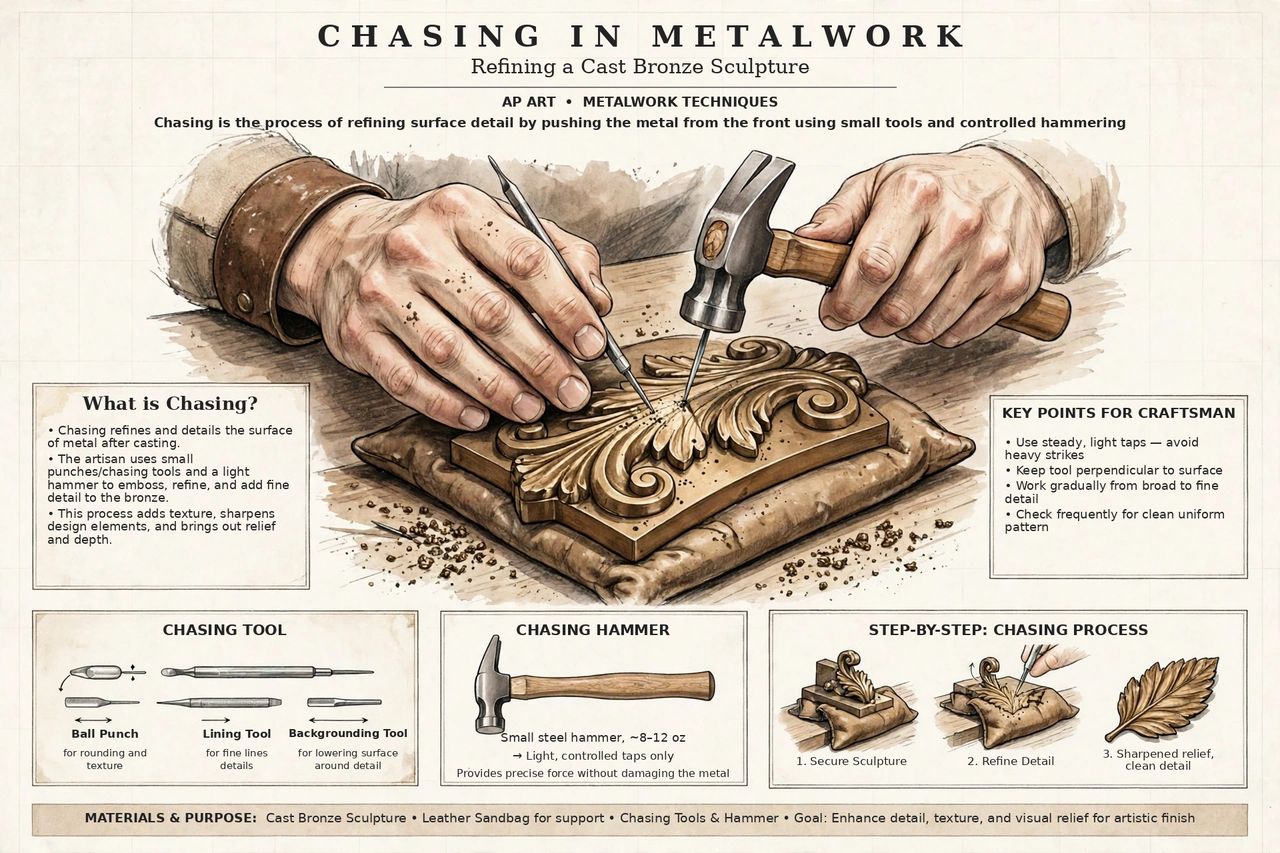 CHASING IN METALWORK
Refining a Cast Bronze Sculpture
AP ART • METALWORK TECHNIQUES
Chasing is the process of refining surface detail by pushing the metal from the front using small tools and controlled hammering
What is Chasing?
• Chasing refines and details the surface
of metal after casting.
• The artisan uses small
punches/chasing tools and a light
hammer to emboss, refine, and add fine
detail to the bronze.
• This process adds texture, sharpens
design elements, and brings out relief
and depth.
KEY POINTS FOR CRAFTSMAN
• Use steady, light taps — avoid
heavy strikes
• Keep tool perpendicular to surface
• Work gradually from broad to fine
detail
• Check frequently for clean uniform
pattern
CHASING TOOL
Ball Punch
for rounding and
texture
Lining Tool
for fine lines
details
Backgrounding Tool
for lowering surface
around detail
CHASING HAMMER
Small steel hammer, ~8–12 oz
→ Light, controlled taps only
Provides precise force without damaging the metal
STEP-BY-STEP: CHASING PROCESS
1. Secure Sculpture
2. Refine Detail
3. Sharpened relief,
clean detail
MATERIALS & PURPOSE: Cast Bronze Sculpture • Leather Sandbag for support • Chasing Tools & Hammer • Goal: Enhance detail, texture, and visual relief for artistic merit